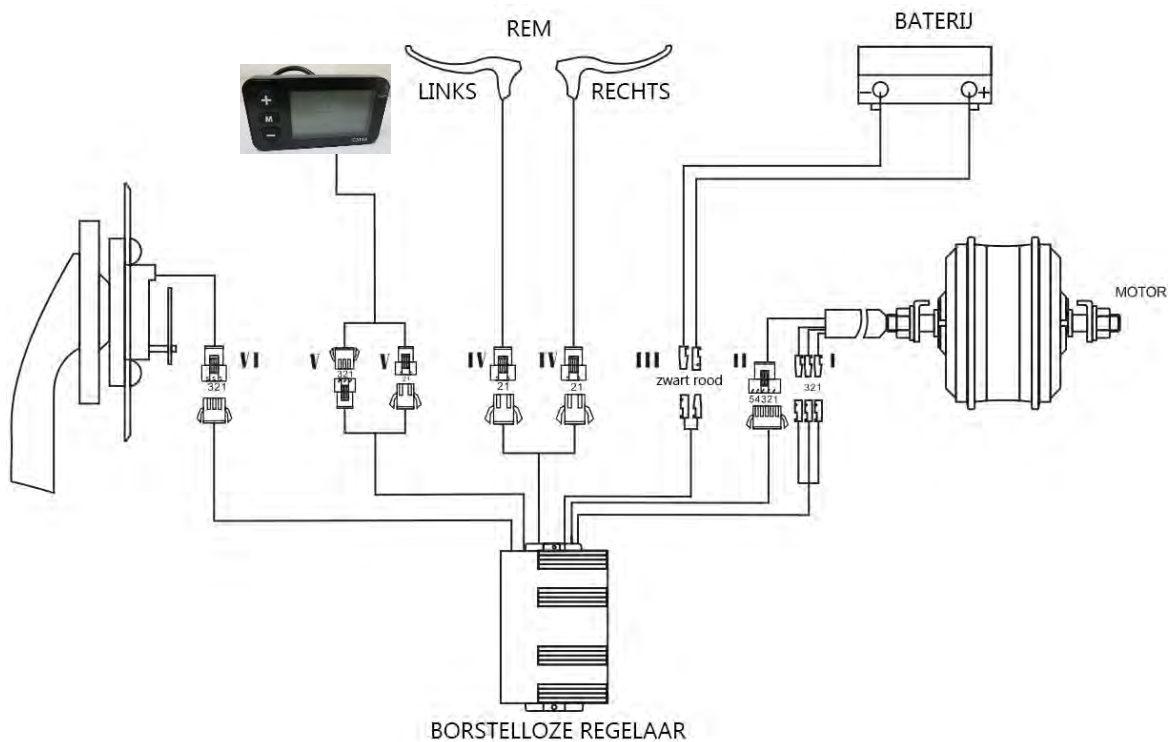 REM
BATERIJ
LINKS
RECHTS
+
M
−
− +
MOTOR
VI
V
V
IV
IV
III
II
I
321
321
21
21
21
zwart rood
54321
321
BORSTELLOZE REGELAAR